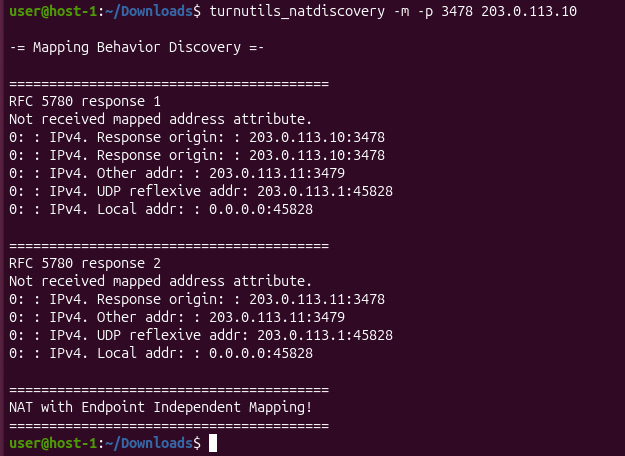 user@host-1:~/Downloads$ turnutils_natdiscovery -m -p 3478 203.0.113.10
-= Mapping Behavior Discovery =-
========================================
RFC 5780 response 1
Not received mapped address attribute.
0: : IPv4. Response origin: : 203.0.113.10:3478
0: : IPv4. Response origin: : 203.0.113.10:3478
0: : IPv4. Other addr: : 203.0.113.11:3479
0: : IPv4. UDP reflexive addr: 203.0.113.1:45828
0: : IPv4. Local addr: : 0.0.0.0:45828
========================================
RFC 5780 response 2
Not received mapped address attribute.
0: : IPv4. Response origin: : 203.0.113.11:3478
0: : IPv4. Other addr: : 203.0.113.11:3479
0: : IPv4. UDP reflexive addr: 203.0.113.1:45828
0: : IPv4. Local addr: : 0.0.0.0:45828
========================================
NAT with Endpoint Independent Mapping!
========================================
user@host-1:~/Downloads$